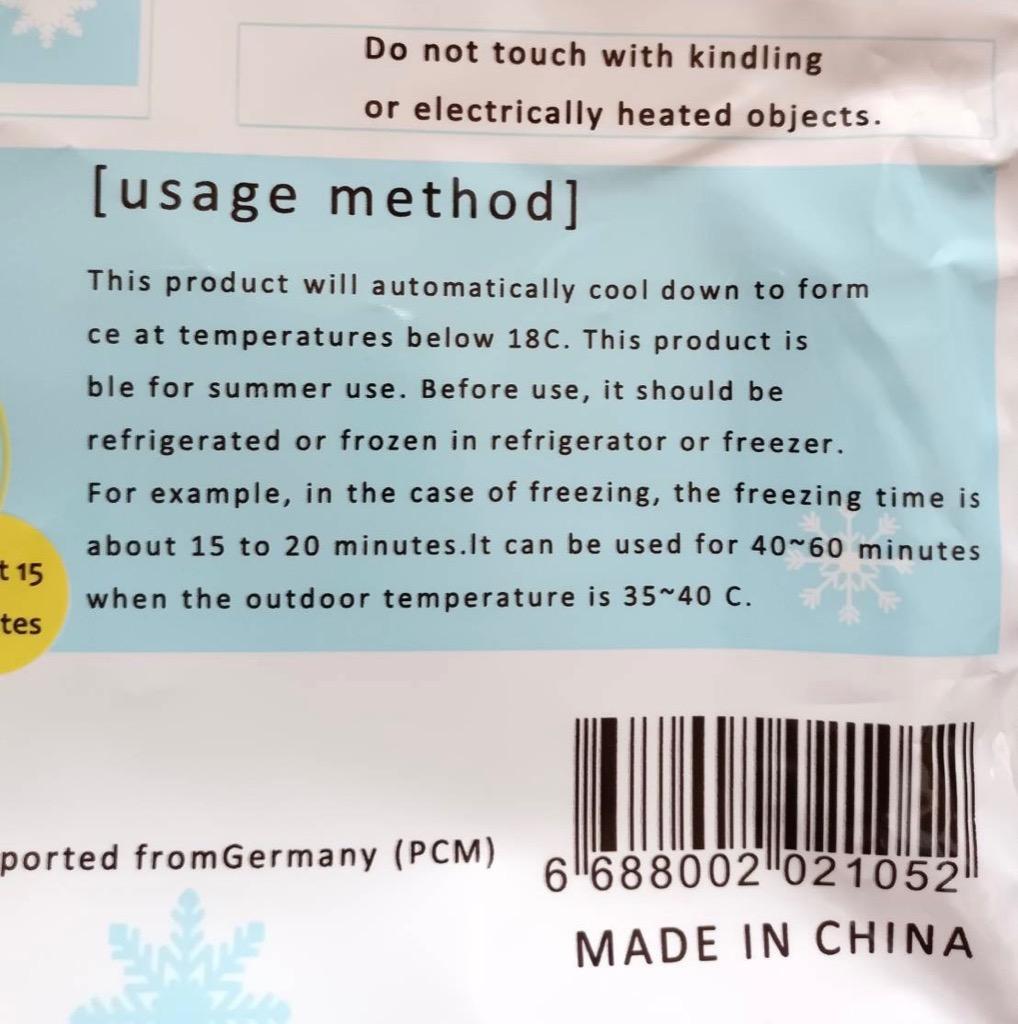 Do not touch with kindling
or electrically heated objects.
[usage method]
This product will automatically cool down to form
ce at temperatures below 18C. This product is
ble for summer use. Before use, it should be
refrigerated or frozen in refrigerator or freezer.
For example, in the case of freezing, the freezing time is
about 15 to 20 minutes.It can be used for 40~60 minutes
when the outdoor temperature is 35~40 C.
t 15
tes
ported fromGermany (PCM)
6 688002 021052
MADE IN CHINA